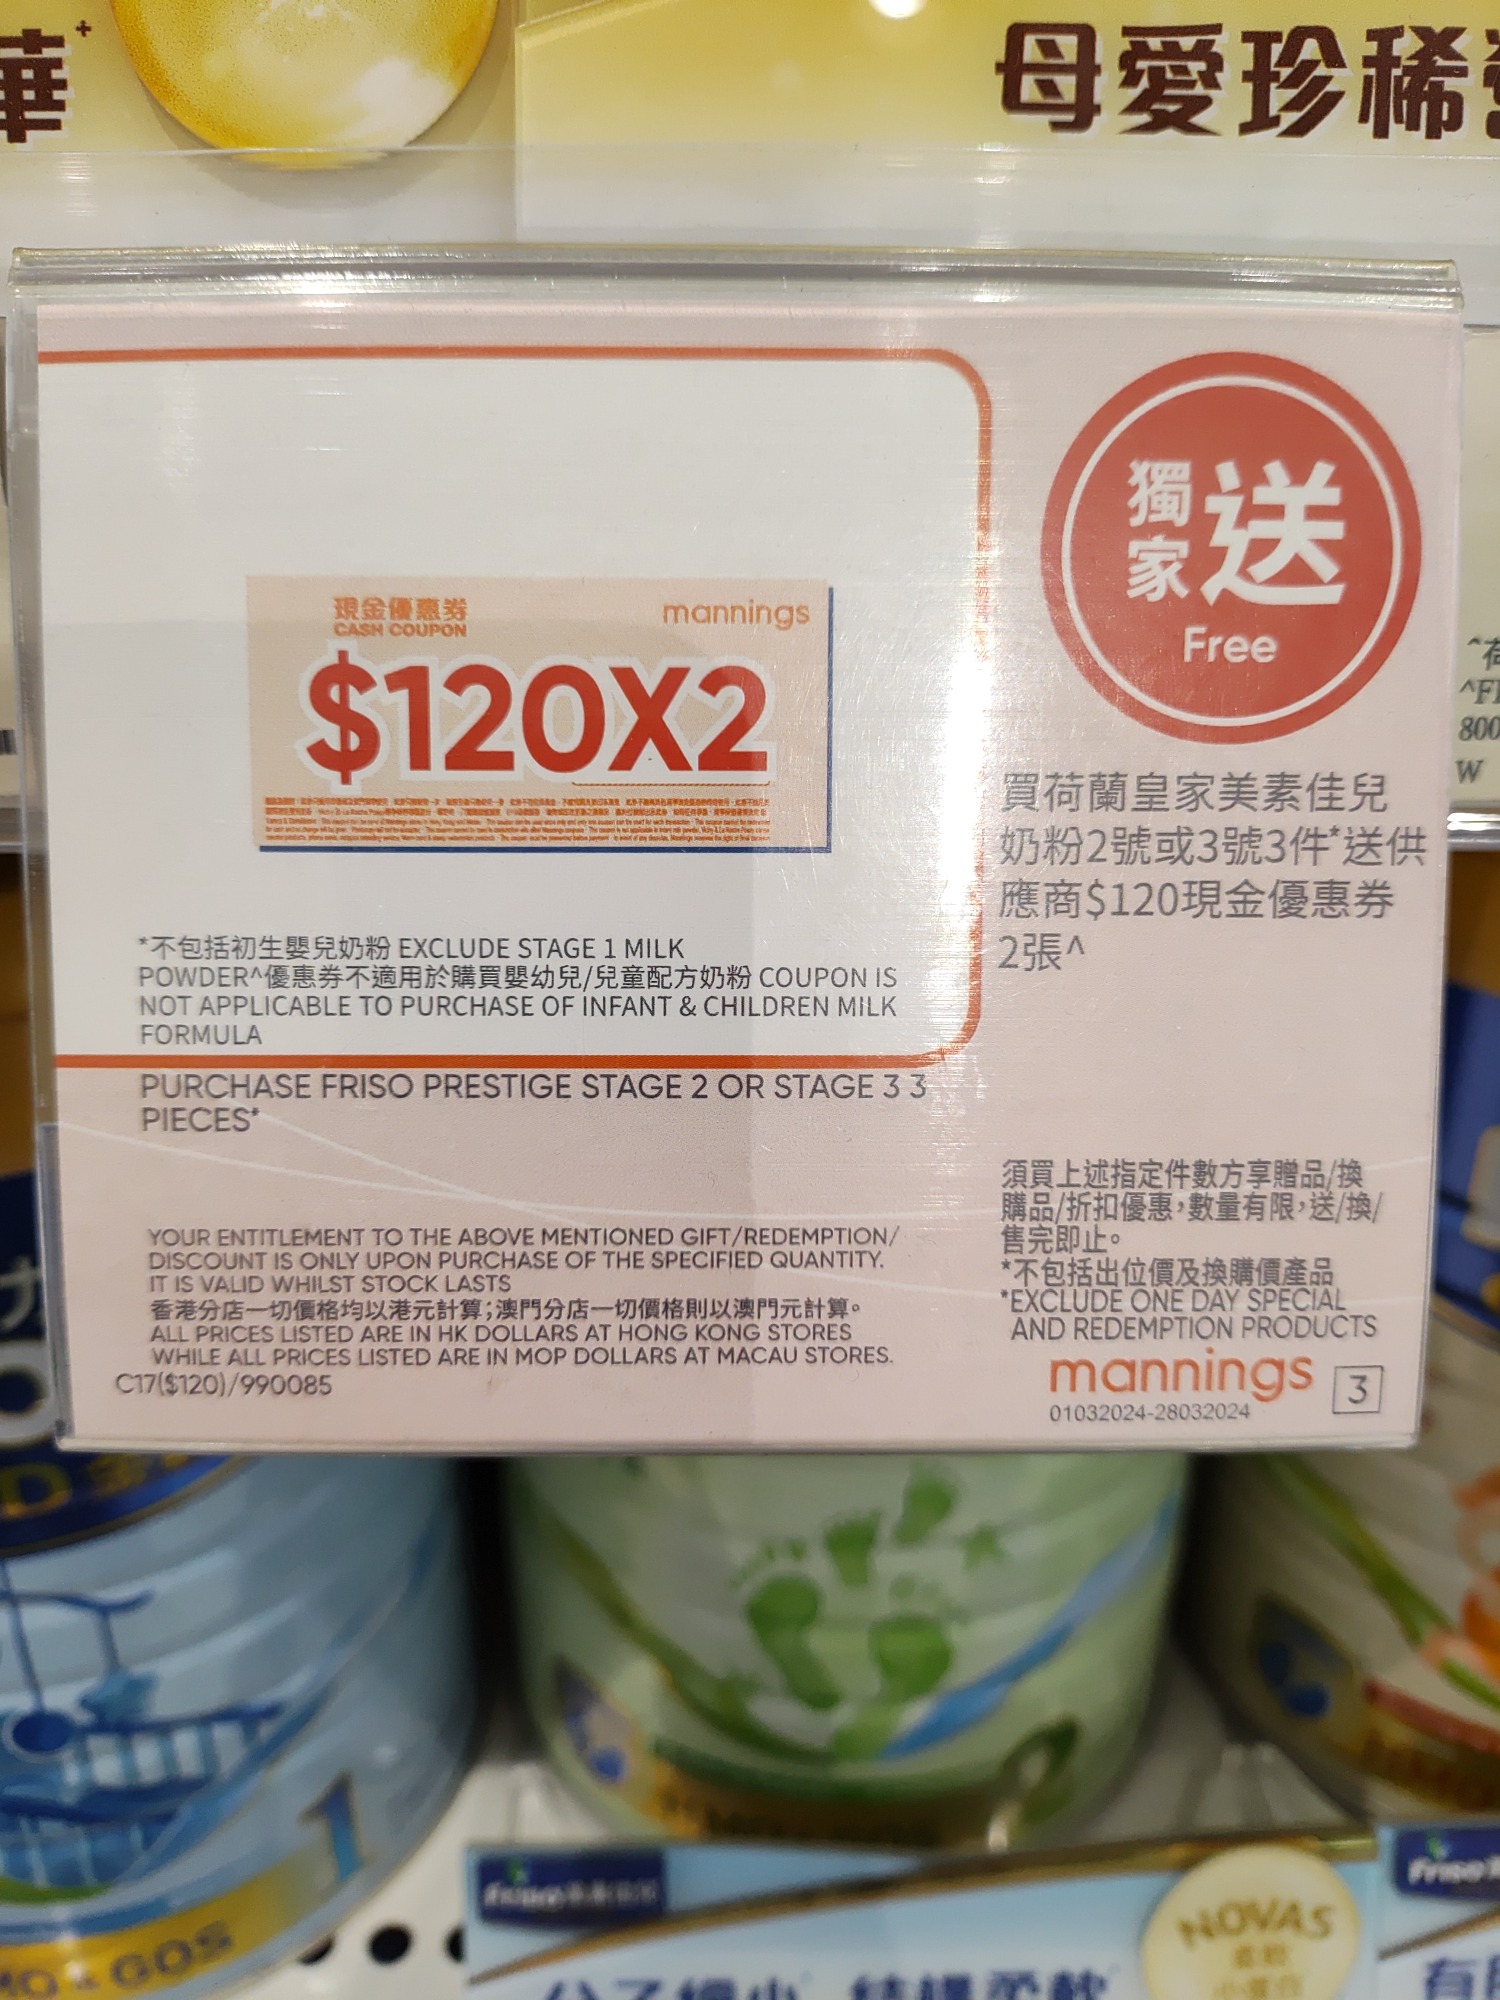 華+
母愛珍稀
獨家 送
Free
現金優惠券 mannings
CASH COUPON
$120X2
買荷蘭皇家美素佳兒
奶粉2號或3號3件*送供
應商$120現金優惠券
2張^
*不包括初生嬰兒奶粉 EXCLUDE STAGE 1 MILK
POWDER^優惠券不適用於購買嬰幼兒/兒童配方奶粉 COUPON IS
NOT APPLICABLE TO PURCHASE OF INFANT & CHILDREN MILK
FORMULA
PURCHASE FRISO PRESTIGE STAGE 2 OR STAGE 3 3
PIECES*
YOUR ENTITLEMENT TO THE ABOVE MENTIONED GIFT/REDEMPTION/
DISCOUNT IS ONLY UPON PURCHASE OF THE SPECIFIED QUANTITY.
IT IS VALID WHILST STOCK LASTS
香港分店一切價格均以港元計算;澳門分店一切價格則以澳門元計算。
ALL PRICES LISTED ARE IN HK DOLLARS AT HONG KONG STORES
WHILE ALL PRICES LISTED ARE IN MOP DOLLARS AT MACAU STORES.
C17($120)/990085
須買上述指定件數方享贈品/換
購品/折扣優惠,數量有限,送/換/
售完即止。
*不包括出位價及換購價產品
*EXCLUDE ONE DAY SPECIAL
AND REDEMPTION PRODUCTS
mannings 3
01032024-28032024
^荷
^FI
800
W
1
MO & GOS
Friso
NOVAS
Friso